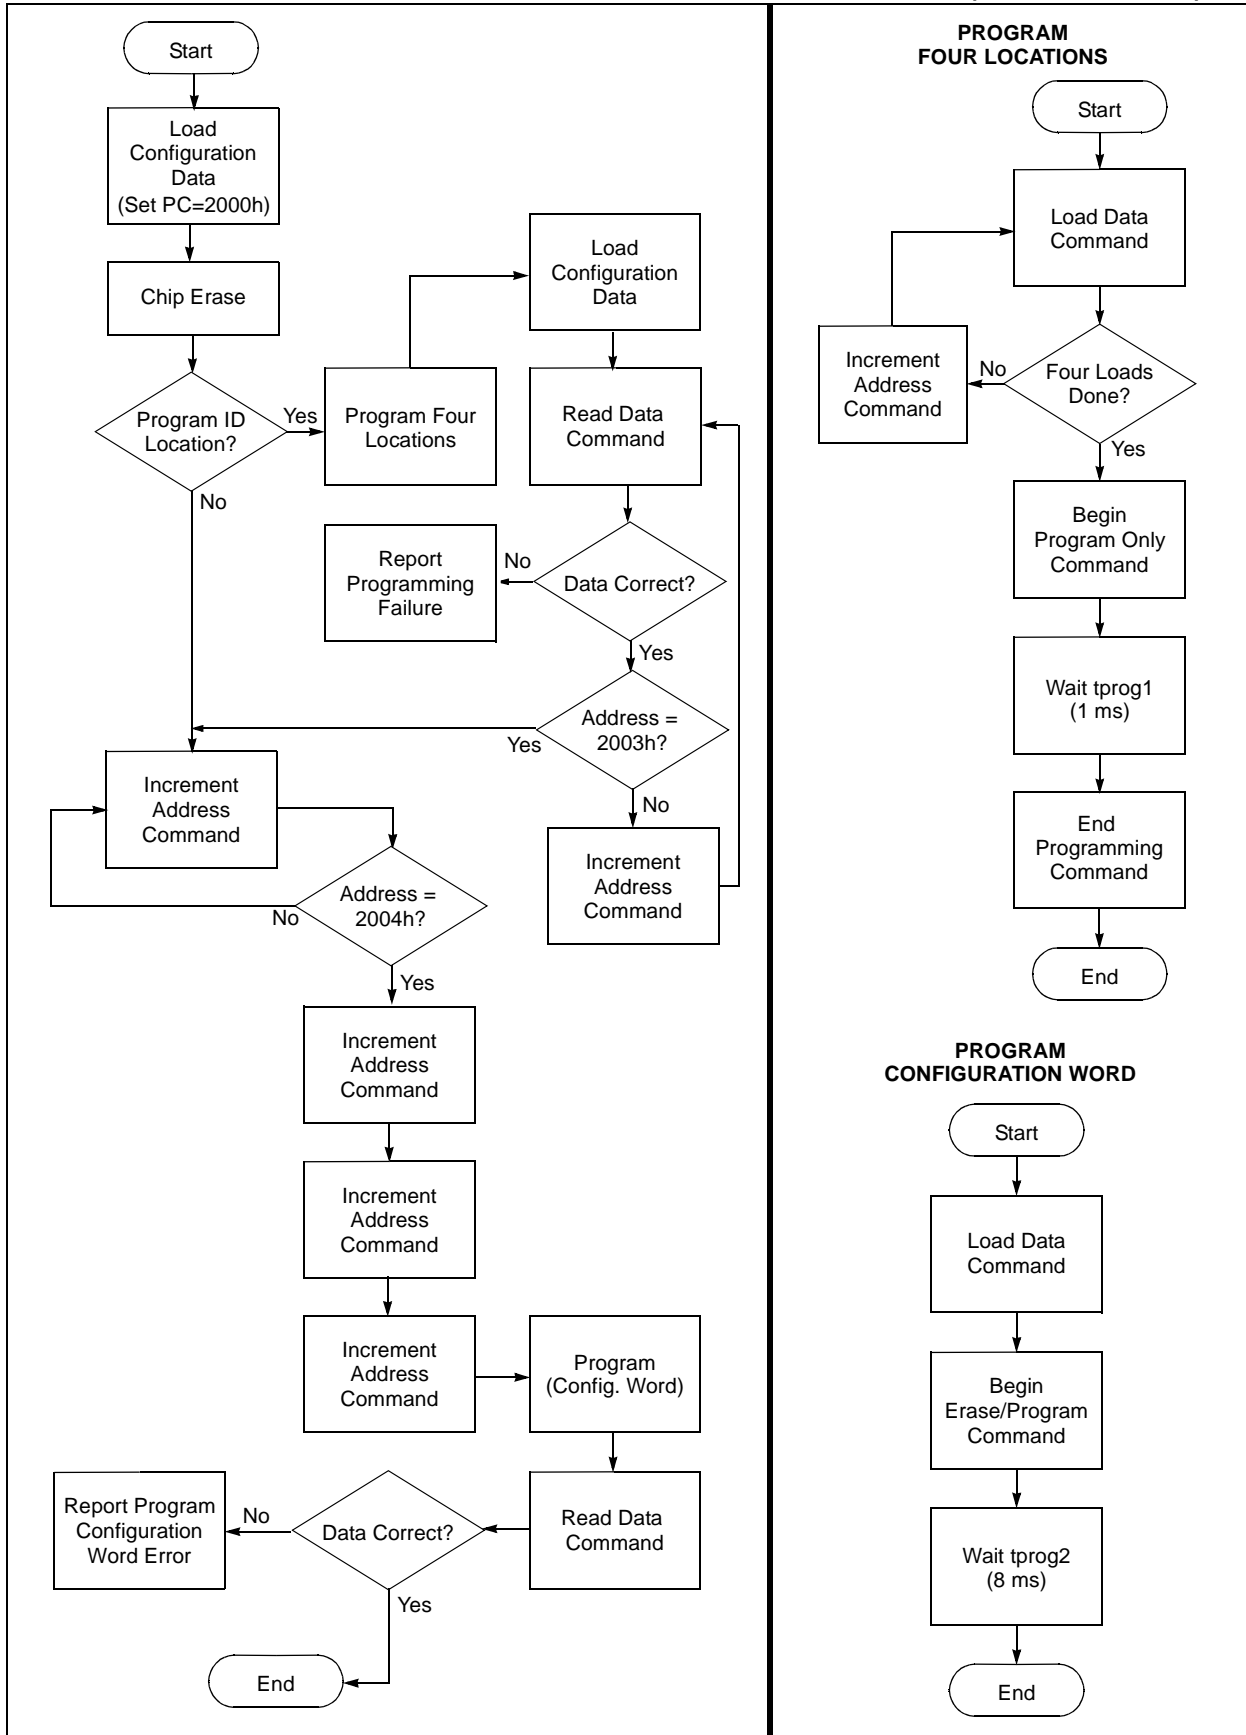 Start
Load
Configuration
Data
(Set PC=2000h)
Chip Erase
Program ID
Location?
Yes
No
Program Four
Locations
Load
Configuration
Data
Read Data
Command
Data Correct?
No
Report
Programming
Failure
Yes
Address =
2003h?
Yes
No
Increment
Address
Command
Increment
Address
Command
Address =
2004h?
No
Yes
Increment
Address
Command
Increment
Address
Command
Increment
Address
Command
Program
(Config. Word)
Read Data
Command
Data Correct?
No
Report Program
Configuration
Word Error
Yes
End
PROGRAM
FOUR LOCATIONS
Start
Load Data
Command
Four Loads
Done?
No
Increment
Address
Command
Yes
Begin
Program Only
Command
Wait tprog1
(1 ms)
End
Programming
Command
End
PROGRAM
CONFIGURATION WORD
Start
Load Data
Command
Begin
Erase/Program
Command
Wait tprog2
(8 ms)
End